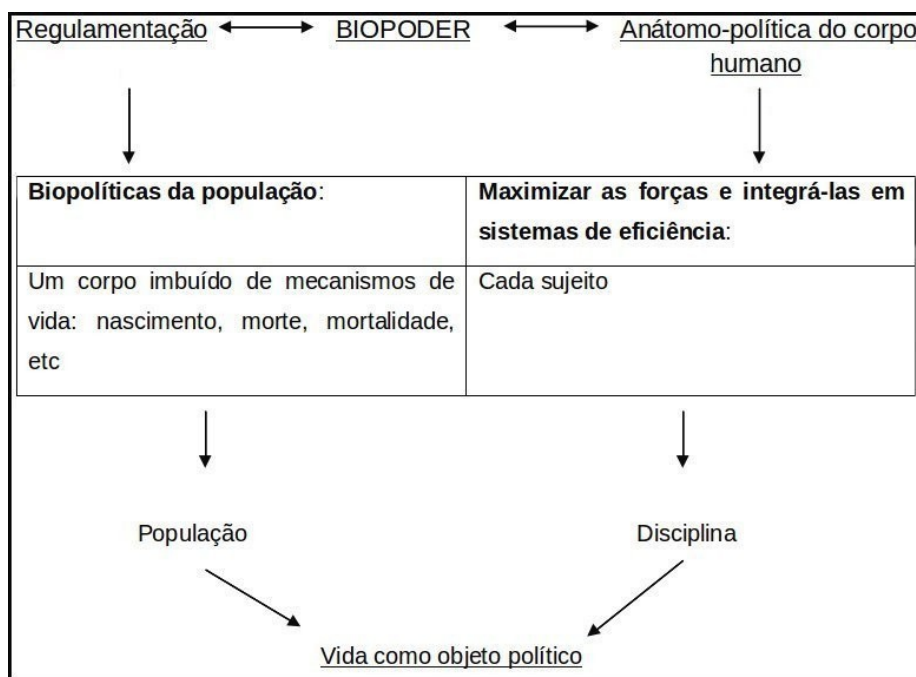 Regulamentação BIOPODER Anátomo-política do corpo
humano
Biopolíticas da população:
Maximizar as forças e integrá-las em
sistemas de eficiência:
Um corpo imbuído de mecanismos de
vida: nascimento, morte, mortalidade,
etc
Cada sujeito
População
Disciplina
Vida como objeto político